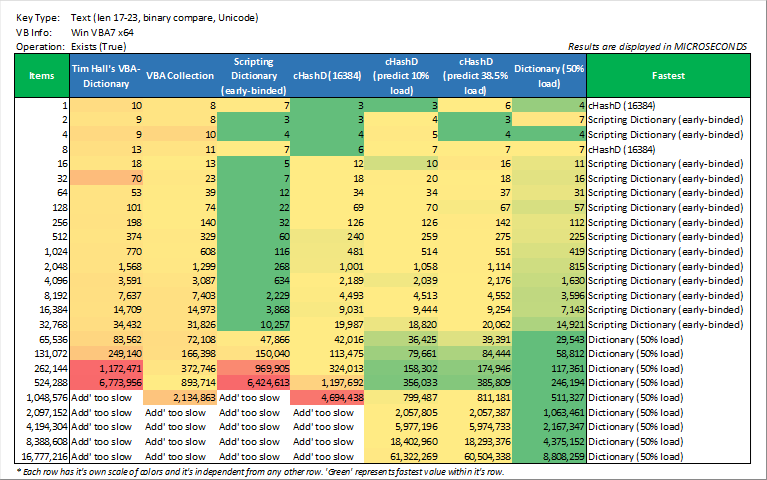 Key Type: Text (len 17-23, binary compare, Unicode)
VB Info: Win VBA7 x64
Operation: Exists (True)
Results are displayed in MICROSECONDS
Items Tim Hall's VBA-Dictionary VBA Collection Scripting Dictionary (early-binded) cHashD (16384) cHashD (predict 10% load) cHashD (predict 38.5% load) Dictionary (50% load) Fastest
1 10 8 7 3 3 6 4 cHashD (16384)
2 9 8 3 3 4 3 7 Scripting Dictionary (early-binded)
4 9 10 4 4 5 4 4 Scripting Dictionary (early-binded)
8 13 11 7 6 7 7 7 cHashD (16384)
16 18 13 5 12 10 16 11 Scripting Dictionary (early-binded)
32 70 23 7 18 20 18 16 Scripting Dictionary (early-binded)
64 53 39 12 34 34 37 31 Scripting Dictionary (early-binded)
128 101 74 22 69 70 67 57 Scripting Dictionary (early-binded)
256 198 140 32 126 126 142 112 Scripting Dictionary (early-binded)
512 374 329 60 240 259 275 225 Scripting Dictionary (early-binded)
1,024 770 608 116 481 514 551 419 Scripting Dictionary (early-binded)
2,048 1,568 1,299 268 1,001 1,058 1,114 815 Scripting Dictionary (early-binded)
4,096 3,591 3,087 634 2,189 2,039 2,176 1,630 Scripting Dictionary (early-binded)
8,192 7,637 7,403 2,229 4,493 4,513 4,552 3,596 Scripting Dictionary (early-binded)
16,384 14,709 14,973 3,868 9,031 9,444 9,254 7,143 Scripting Dictionary (early-binded)
32,768 34,432 31,826 10,257 19,987 18,820 20,062 14,921 Scripting Dictionary (early-binded)
65,536 83,562 72,108 47,866 42,016 36,425 39,391 29,543 Dictionary (50% load)
131,072 249,140 166,398 150,040 113,475 79,661 84,444 58,812 Dictionary (50% load)
262,144 1,172,471 372,746 969,905 324,013 158,302 174,946 117,361 Dictionary (50% load)
524,288 6,773,956 893,714 6,424,613 1,197,692 356,033 385,809 246,194 Dictionary (50% load)
1,048,576 Add' too slow 2,134,863 Add' too slow 4,694,438 799,487 811,181 511,327 Dictionary (50% load)
2,097,152 Add' too slow Add' too slow Add' too slow Add' too slow 2,057,805 2,057,387 1,063,461 Dictionary (50% load)
4,194,304 Add' too slow Add' too slow Add' too slow Add' too slow 5,977,196 5,974,733 2,167,347 Dictionary (50% load)
8,388,608 Add' too slow Add' too slow Add' too slow Add' too slow 18,402,960 18,293,376 4,375,152 Dictionary (50% load)
16,777,216 Add' too slow Add' too slow Add' too slow Add' too slow 61,322,269 60,504,338 8,808,259 Dictionary (50% load)
* Each row has it's own scale of colors and it's independent from any other row. 'Green' represents fastest value within it's row.